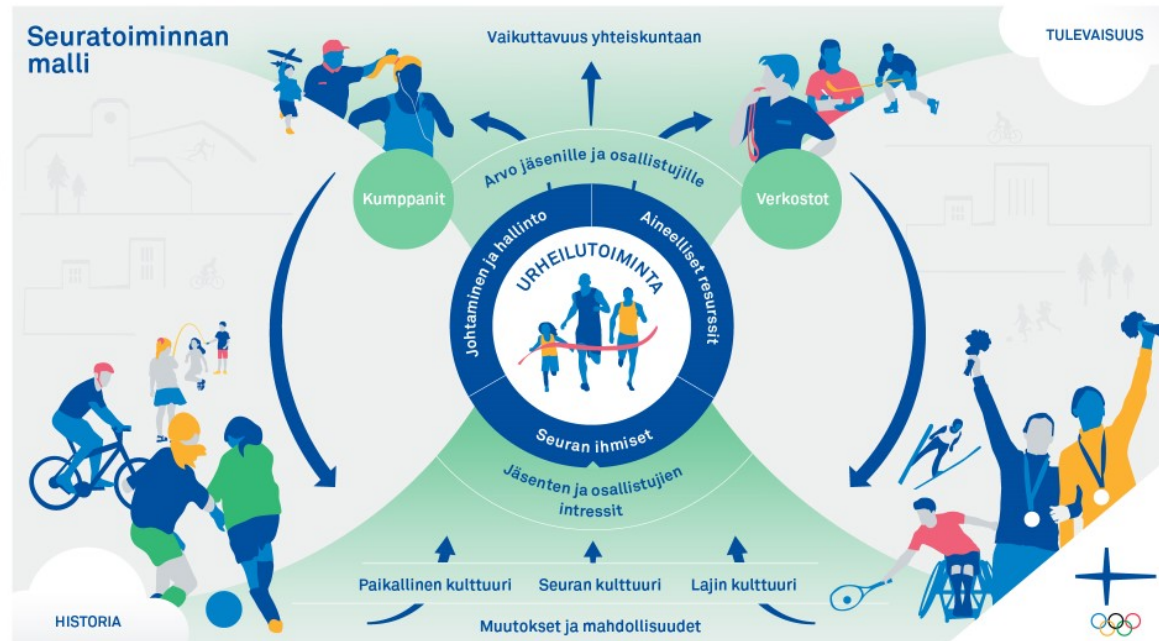 Seuratoiminnan
malli
Vaikuttavuus yhteiskuntaan
TULEVAISUUS
Arvo jäsenille ja osallistujille
Kumppanit
Verkostot
Johtaminen ja hallinto
Aineelliset resurssit
URHEILUTOIMINTA
Seuran ihmiset
Jäsenten ja osallistujien
intressit
Paikallinen kulttuuri
Seuran kulttuuri
Lajin kulttuuri
HISTORIA
Muutokset ja mahdollisuudet